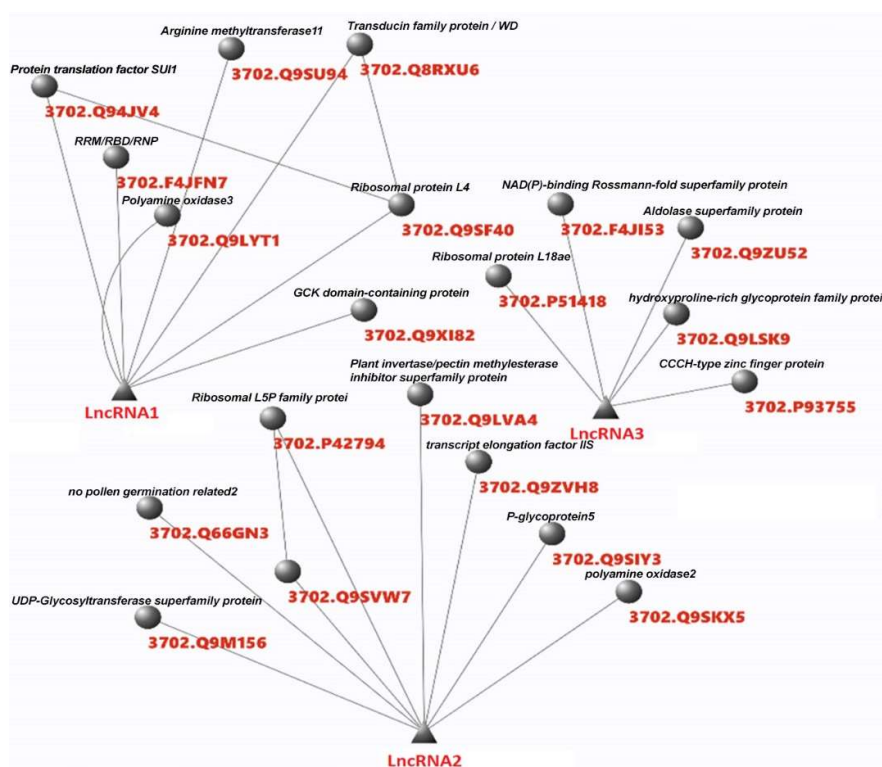 Arginine methyltransferase11
Transducin family protein / WD
3702.Q9SU94
3702.Q8RXU6
Protein translation factor SUI1
3702.Q94JV4
RRM/RBD/RNP
3702.F4JFN7
Polyamine oxidase3
3702.Q9LYT1
Ribosomal protein L4
3702.Q9SF40
NAD(P)-binding Rossmann-fold superfamily protein
3702.F4JI53
Aldolase superfamily protein
3702.Q9ZU52
Ribosomal protein L18ae
3702.P51418
GCK domain-containing protein
3702.Q9XI82
hydroxyproline-rich glycoprotein family protei
3702.Q9LSK9
CCCH-type zinc finger protein
3702.P93755
LncRNA1
LncRNA3
Plant invertase/pectin methylesterase
inhibitor superfamily protein
3702.Q9LVA4
Ribosomal L5P family protei
3702.P42794
transcript elongation factor IIS
3702.Q9ZVH8
no pollen germination related2
3702.Q66GN3
P-glycoprotein5
3702.Q9SIY3
3702.Q9SVW7
polyamine oxidase2
3702.Q9SKX5
UDP-Glycosyltransferase superfamily protein
3702.Q9M156
LncRNA2